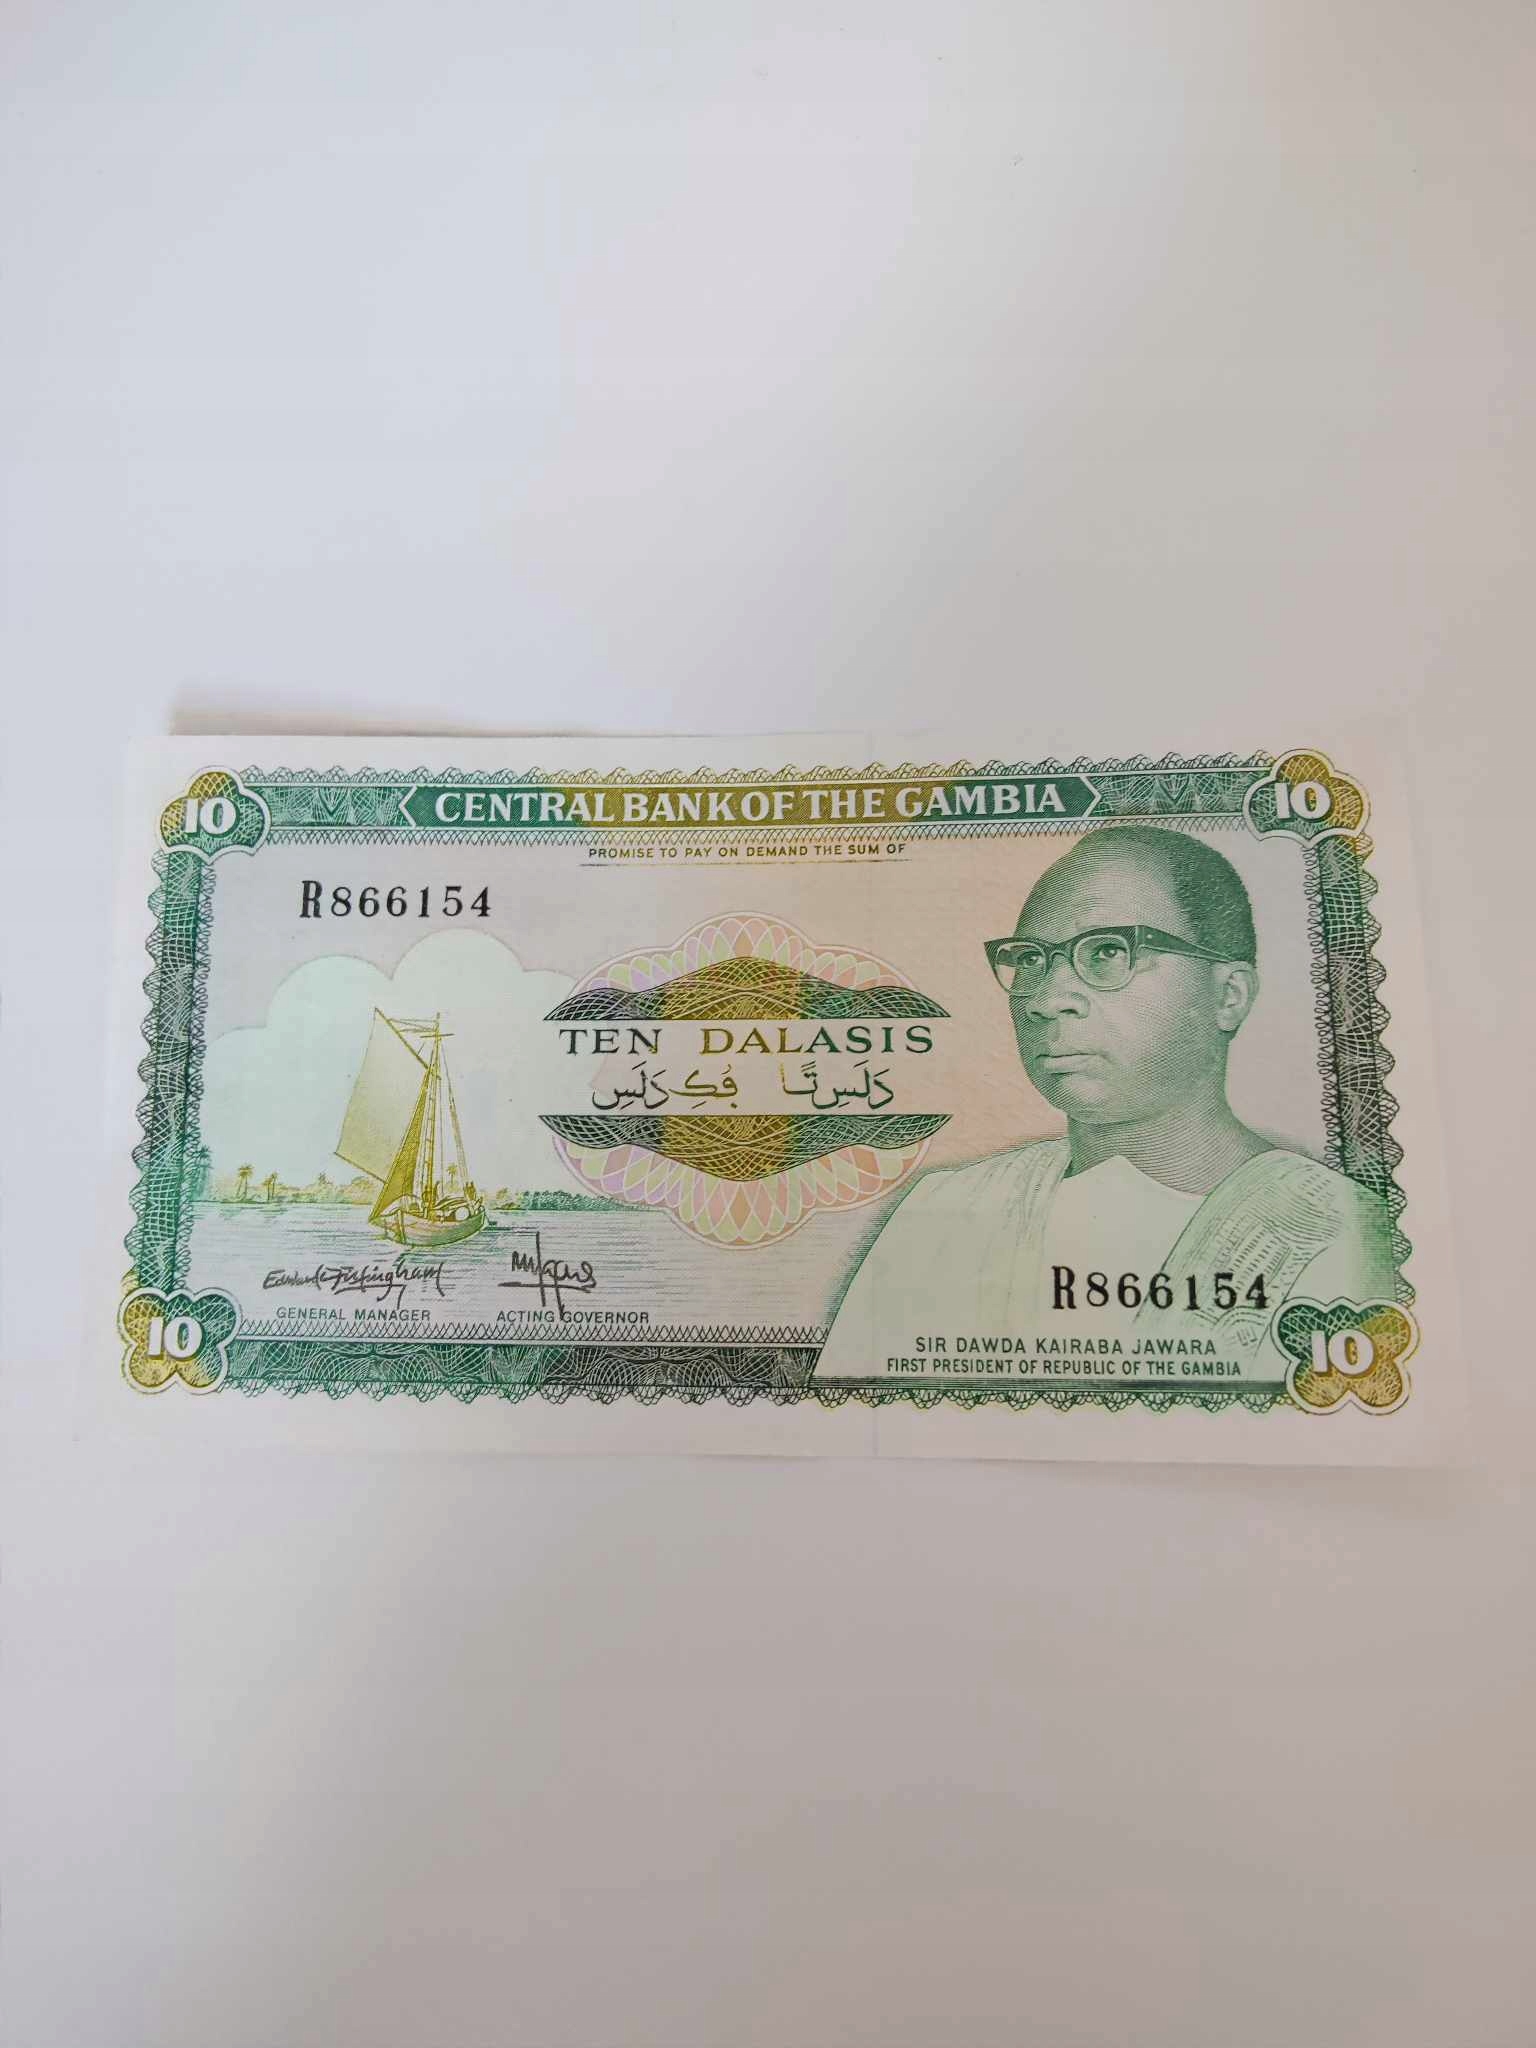 10
CENTRAL BANK OF THE GAMBIA
10
PROMISE TO PAY ON DEMAND THE SUM OF
R866154
TEN DALASIS
GENERAL MANAGER
ACTING GOVERNOR
R866154
SIR DAWDA KAIRABA JAWARA
FIRST PRESIDENT OF REPUBLIC OF THE GAMBIA
10
10